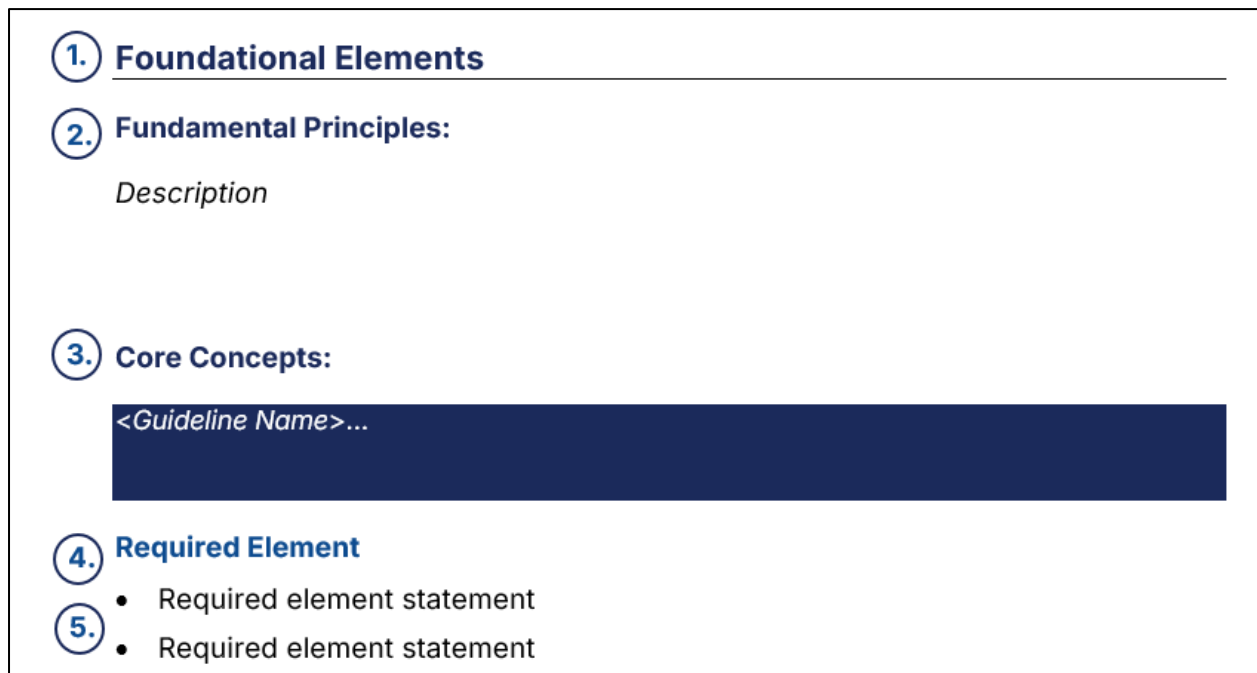 1. Foundational Elements
2. Fundamental Principles:
Description
3. Core Concepts:
<Guideline Name>...
4. Required Element
• Required element statement
5.
• Required element statement